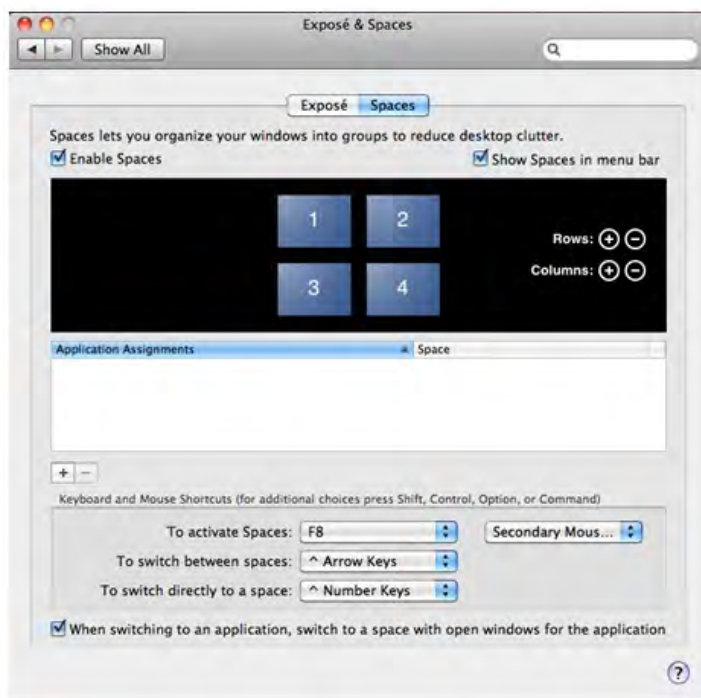 Exposé & Spaces
Show All
Exposé Spaces
Spaces lets you organize your windows into groups to reduce desktop clutter.
Enable Spaces Show Spaces in menu bar
1 2
Rows: + −
Columns: + −
3 4
Application Assignments Space
+ −
Keyboard and Mouse Shortcuts (for additional choices press Shift, Control, Option, or Command)
To activate Spaces: F8 Secondary Mous...
To switch between spaces: ^ Arrow Keys
To switch directly to a space: ^ Number Keys
When switching to an application, switch to a space with open windows for the application
?